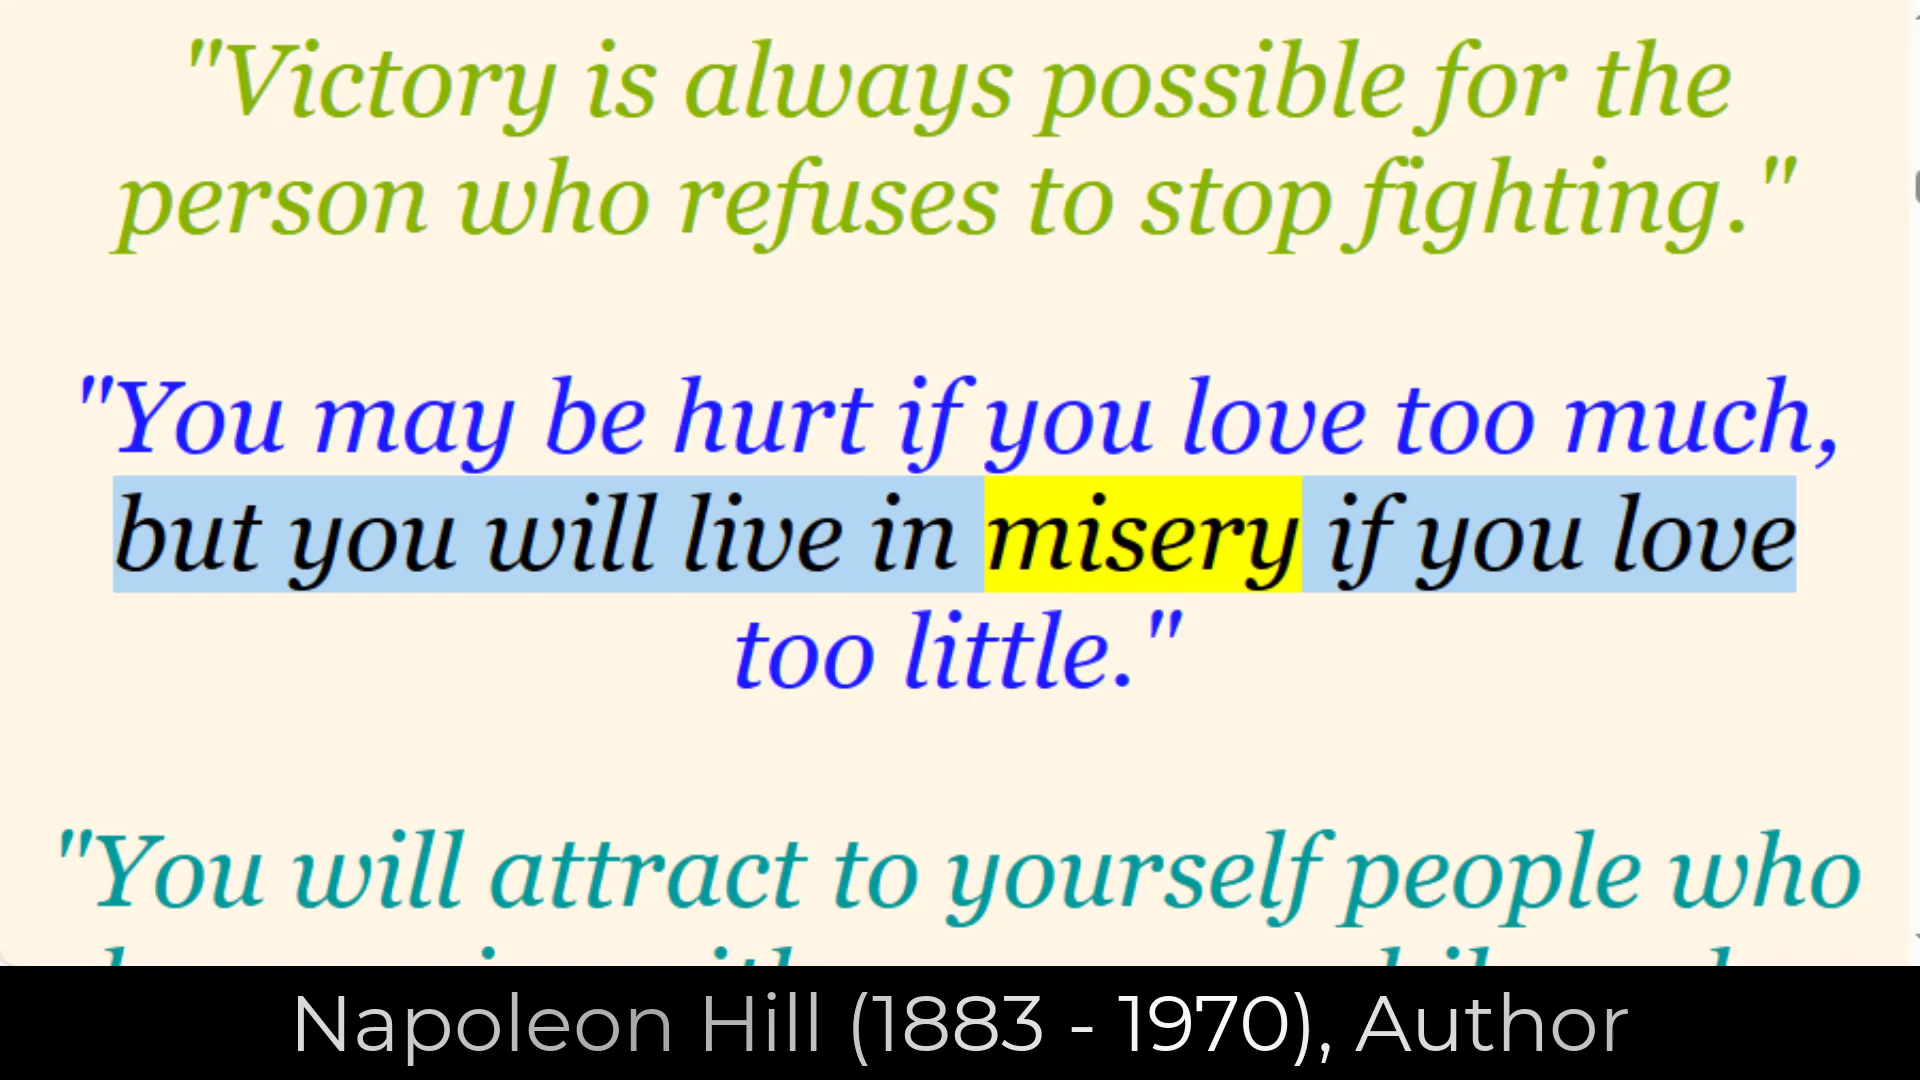 "Victory is always possible for the
person who refuses to stop fighting."
"You may be hurt if you love too much,
but you will live in misery if you love
too little."
"You will attract to yourself people who
Napoleon Hill (1883 - 1970), Author